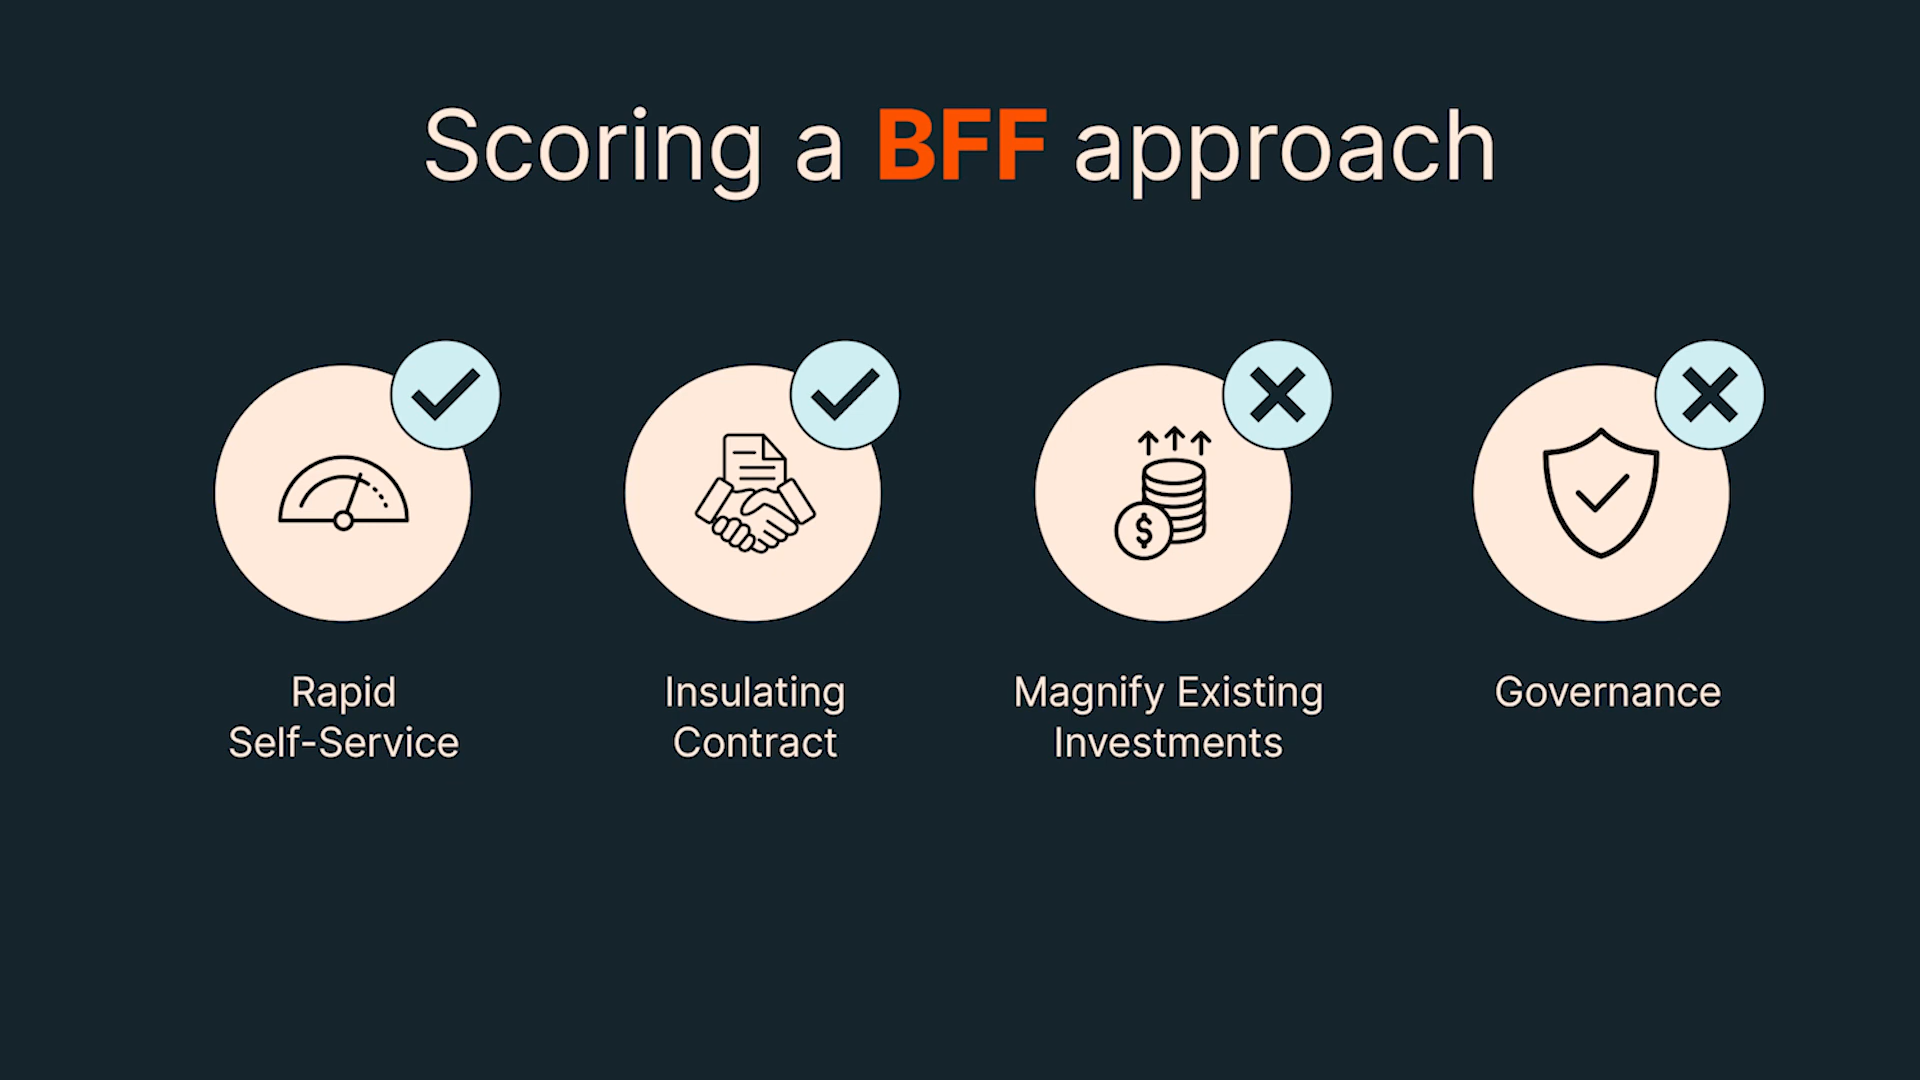 Scoring a BFF approach
Rapid
Self-Service
Insulating
Contract
$
Magnify Existing
Investments
Governance